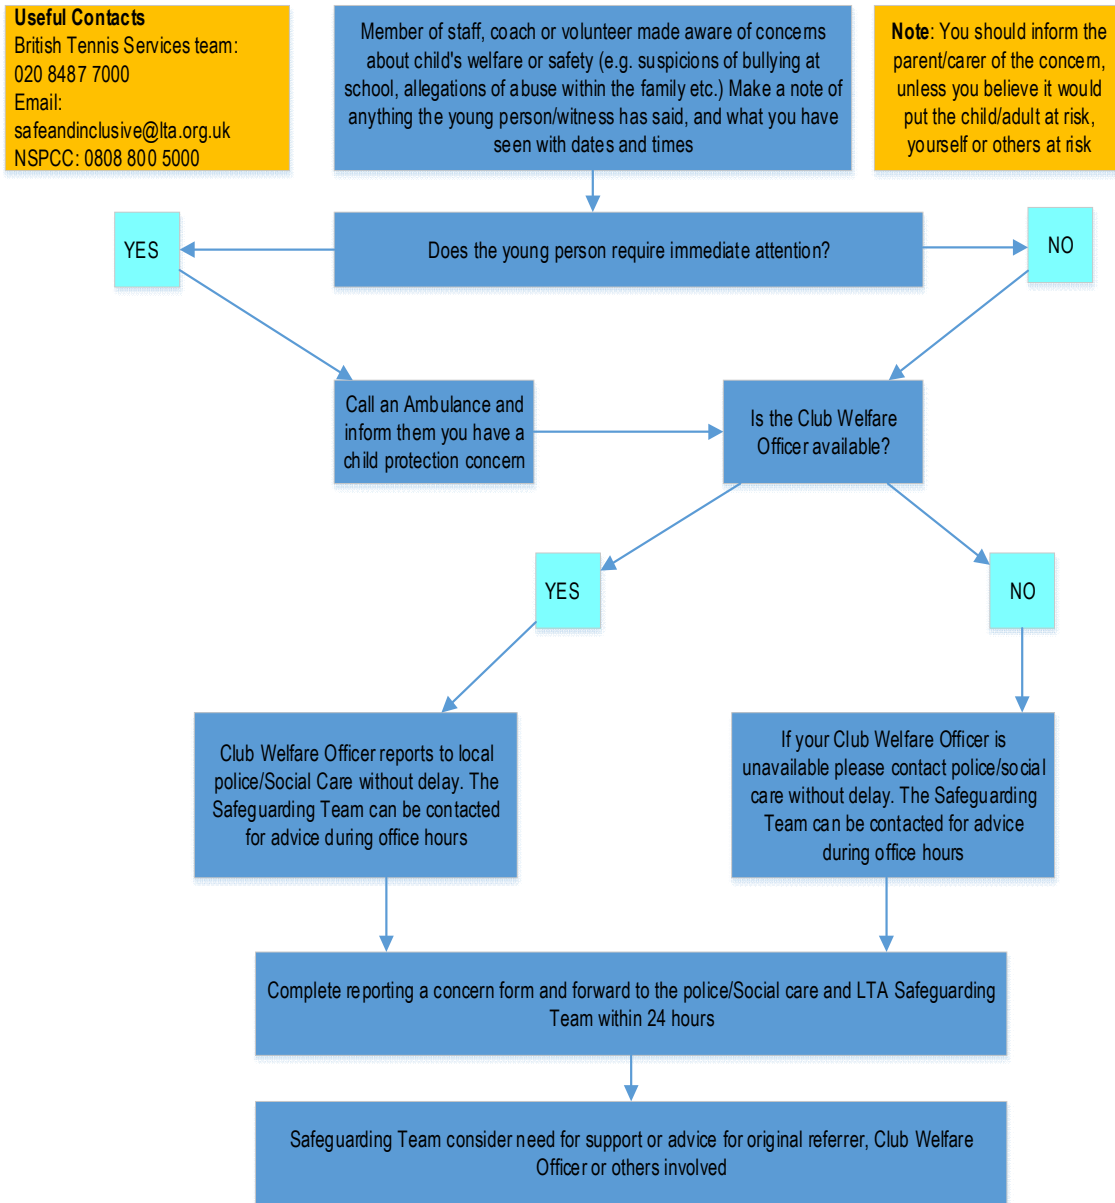 Useful Contacts
British Tennis Services team:
020 8487 7000
Email:
safeandinclusive@lta.org.uk
NSPCC: 0808 800 5000
Member of staff, coach or volunteer made aware of concerns
about child's welfare or safety (e.g. suspicions of bullying at
school, allegations of abuse within the family etc.) Make a note of
anything the young person/witness has said, and what you have
seen with dates and times
Note: You should inform the
parent/carer of the concern,
unless you believe it would
put the child/adult at risk,
yourself or others at risk
YES
Does the young person require immediate attention?
NO
Call an Ambulance and
inform them you have a
child protection concern
Is the Club Welfare
Officer available?
YES
NO
Club Welfare Officer reports to local
police/Social Care without delay. The
Safeguarding Team can be contacted
for advice during office hours
If your Club Welfare Officer is
unavailable please contact police/social
care without delay. The Safeguarding
Team can be contacted for advice
during office hours
Complete reporting a concern form and forward to the police/Social care and LTA Safeguarding
Team within 24 hours
Safeguarding Team consider need for support or advice for original referrer, Club Welfare
Officer or others involved